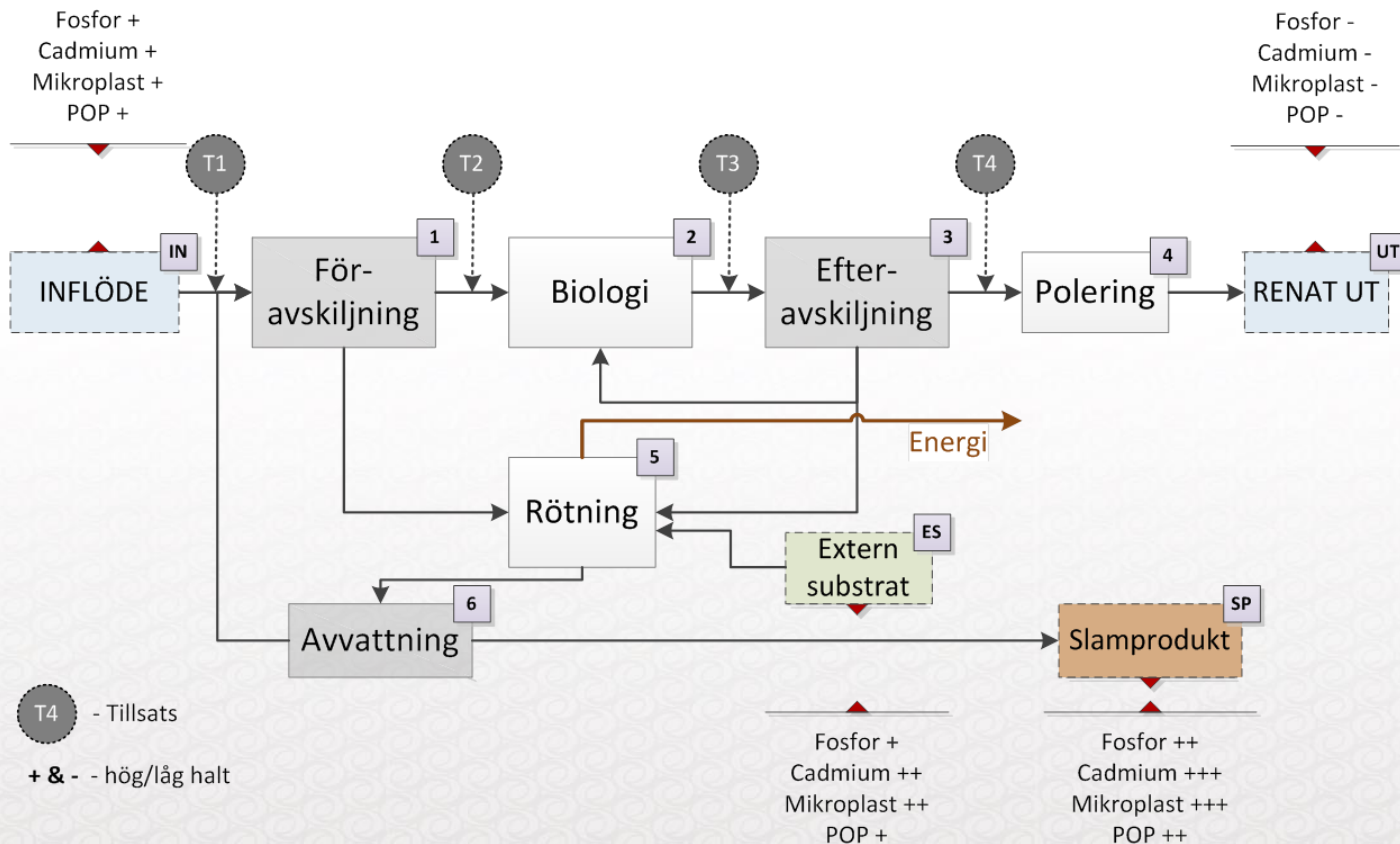 Fosfor +
Cadmium +
Mikroplast +
POP +
Fosfor -
Cadmium -
Mikroplast -
POP -
T1
T2
T3
T4
IN
INFLÖDE
1
För-
avskiljning
2
Biologi
3
Efter-
avskiljning
4
Polering
UT
RENAT UT
Energi
5
Rötning
ES
Extern
substrat
6
Avvattning
SP
Slamprodukt
T4 - Tillsats
+ & - - hög/låg halt
Fosfor +
Cadmium ++
Mikroplast ++
POP +
Fosfor ++
Cadmium +++
Mikroplast +++
POP ++